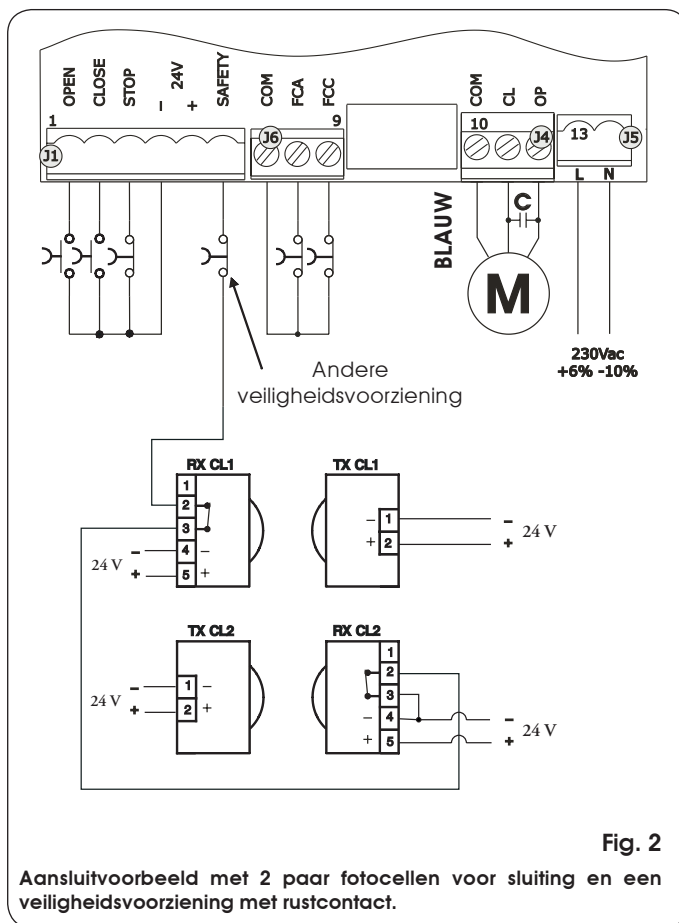 OPEN
CLOSE
STOP
–
24V
+
SAFETY
COM
FCA
FCC
COM
CL
OP
1
9
10
13
J1
J6
J4
J5
L N
BLAUW
C
M
230Vac
+6% -10%
Andere
veiligheidsvoorziening
RX CL1
1
2
3
– 4 –
24 V
+ 5 +
TX CL1
– 1 –
24 V
+ 2 +
TX CL2
– 1 –
24 V
+ 2 +
RX CL2
1
2
3
– 4 –
24 V
+ 5 +
Fig. 2
Aansluitvoorbeeld met 2 paar fotocellen voor sluiting en een
veiligheidsvoorziening met rustcontact.